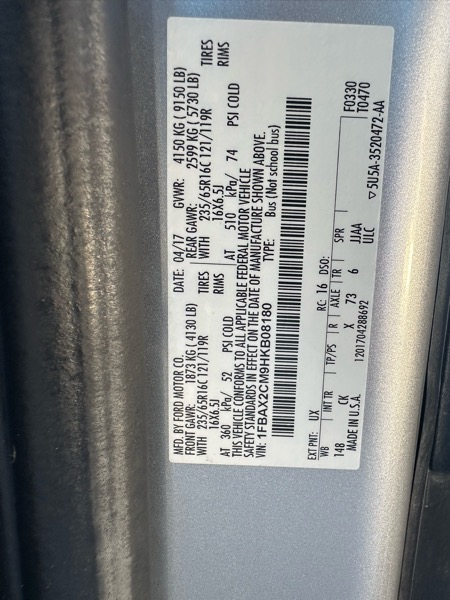 MFD. BY FORD MOTOR CO. DATE: 04/17 GVWR: 4150 KG ( 9150 LB)
FRONT GAWR: 1873 KG ( 4130 LB) REAR GAWR: 2599 KG ( 5730 LB)
WITH 235/65R16C 121/119R TIRES WITH 235/65R16C 121/119R TIRES
16X6.5J RIMS 16X6.5J RIMS
AT 360 kPa/ 52 PSI COLD AT 510 kPa/ 74 PSI COLD
THIS VEHICLE CONFORMS TO ALL APPLICABLE FEDERAL MOTOR VEHICLE
SAFETY STANDARDS IN EFFECT ON THE DATE OF MANUFACTURE SHOWN ABOVE.
VIN: 1FBAX2CM9HKB08180 TYPE: Bus (Not school bus)
F0330
T0470
EXT PNT: UX RC: 16 DSO:
WB INT TR TP/PS R AXLE TR SPR
148 CK X 73 6 JJAA
ULC
MADE IN U.S.A. 1201704288692
▽5U5A-3520472-AA